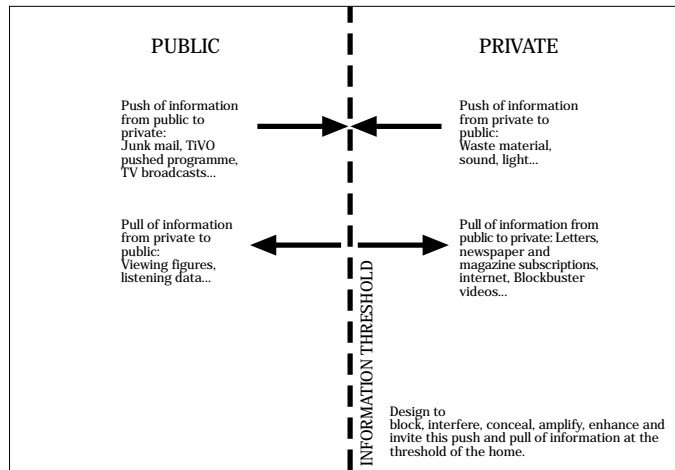 PUBLIC
PRIVATE
Push of information
from public to
private:
Junk mail, TiVO
pushed programme,
TV broadcasts...
Push of information
from private to
public:
Waste material,
sound, light...
Pull of information
from private to
public:
Viewing figures,
listening data...
Pull of information from
public to private: Letters,
newspaper and
magazine subscriptions,
internet, Blockbuster
videos...
INFORMATION THRESHOLD
Design to
block, interfere, conceal, amplify, enhance and
invite this push and pull of information at the
threshold of the home.